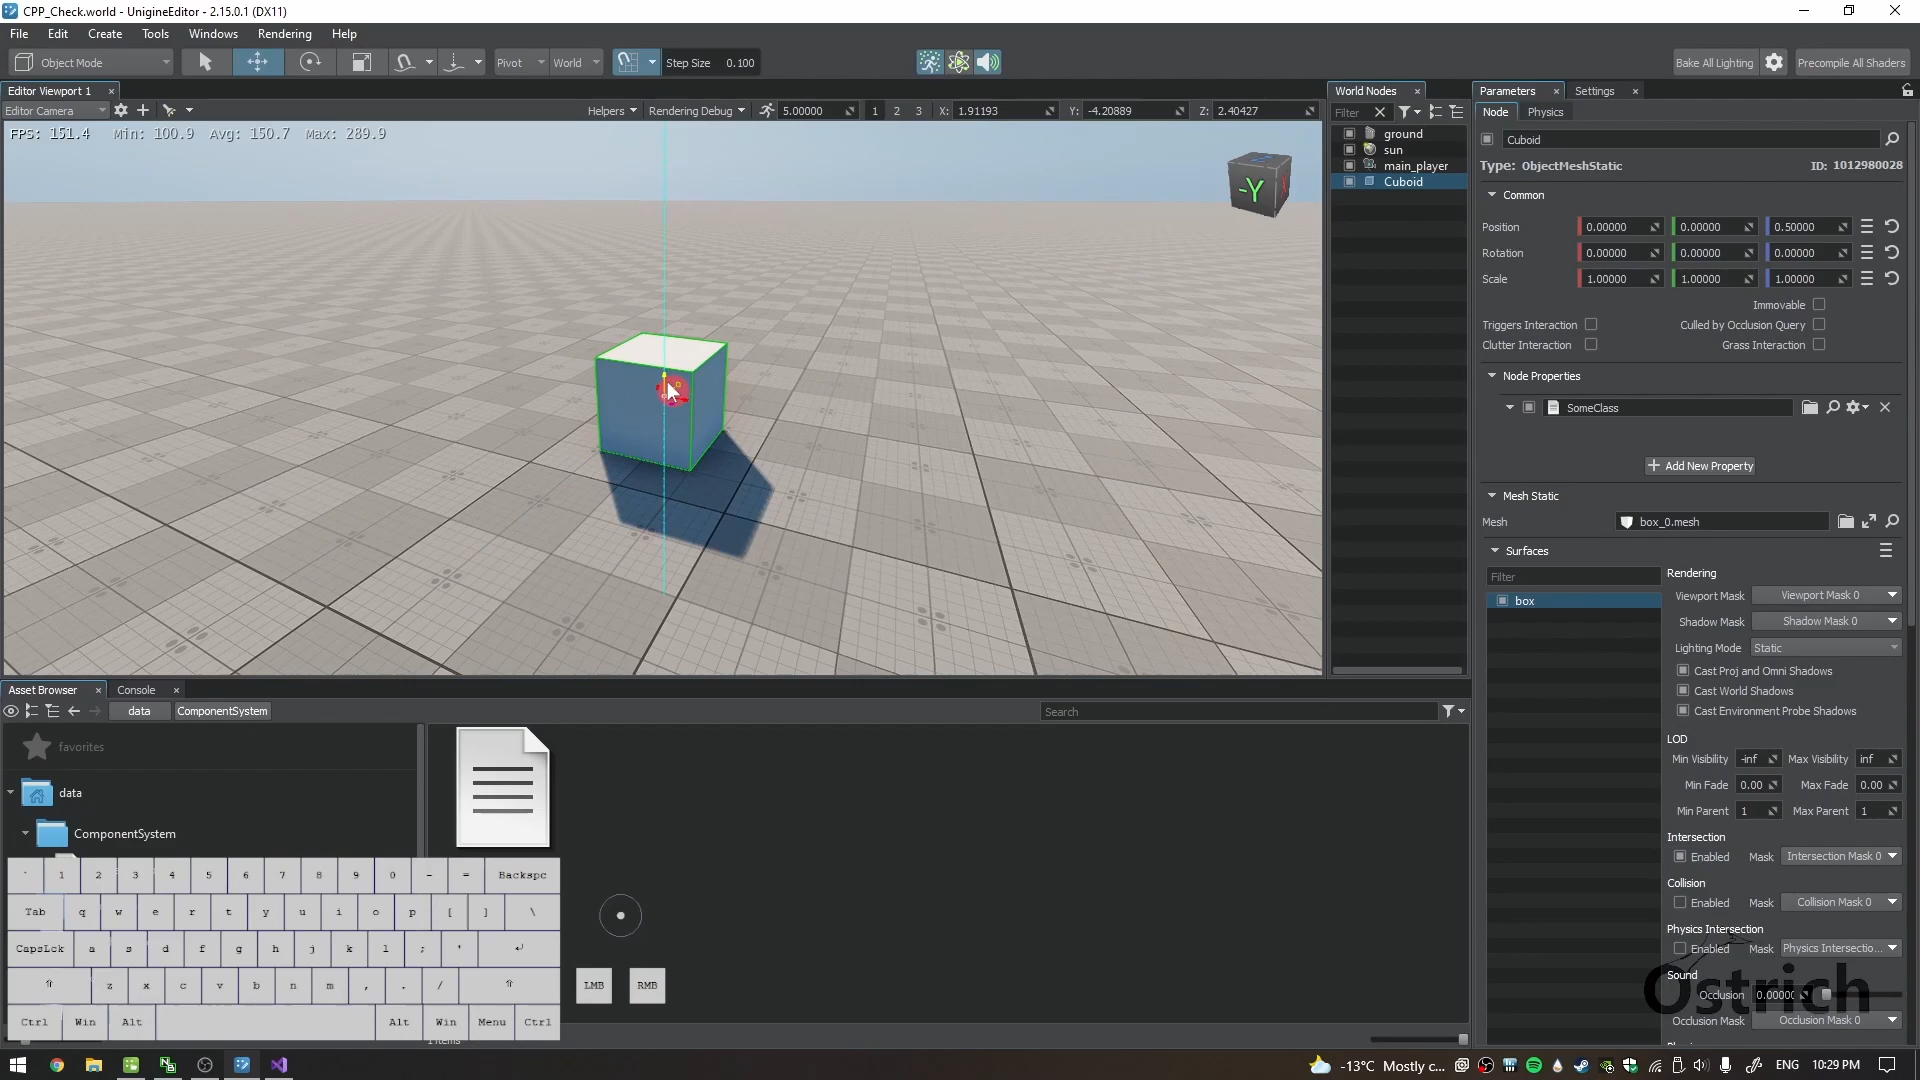 CPP_Check.world - UnigineEditor - 2.15.0.1 (DX11)
File Edit Create Tools Windows Rendering Help
Object Mode Pivot World Step Size 0.100 Bake All Lighting Precompile All Shaders
Editor Viewport 1
Editor Camera Helpers Rendering Debug 5.00000 1 2 3 X: 1.91193 Y: -4.20889 Z: 2.40427
FPS: 151.4 Min: 100.9 Avg: 150.7 Max: 289.9
-Y
World Nodes
Filter
ground
sun
main_player
Cuboid
Parameters Settings
Node Physics
Cuboid
Type: ObjectMeshStatic ID: 1012980028
Common
Position 0.00000 0.00000 0.50000
Rotation 0.00000 0.00000 0.00000
Scale 1.00000 1.00000 1.00000
Immovable
Triggers Interaction Culled by Occlusion Query
Clutter Interaction Grass Interaction
Node Properties
SomeClass
Add New Property
Mesh Static
Mesh box_0.mesh
Surfaces
Filter
box
Rendering
Viewport Mask Viewport Mask 0
Shadow Mask Shadow Mask 0
Lighting Mode Static
Cast Proj and Omni Shadows
Cast World Shadows
Cast Environment Probe Shadows
LOD
Min Visibility -inf Max Visibility inf
Min Fade 0.00 Max Fade 0.00
Min Parent 1 Max Parent 1
Intersection
Enabled Mask Intersection Mask 0
Collision
Enabled Mask Collision Mask 0
Physics Intersection
Enabled Mask Physics Intersectio...
Sound
Occlusion 0.00000
Occlusion Mask Occlusion Mask 0
Ostrich
Asset Browser Console
data ComponentSystem Search
favorites
data
ComponentSystem
` 1 2 3 4 5 6 7 8 9 0 - = Backspc
Tab q w e r t y u i o p [ ] \
CapsLck a s d f g h j k l ; '
z x c v b n m , . /
Ctrl Win Alt Alt Win Menu Ctrl
LMB RMB
-13°C Mostly c... ENG 10:29 PM